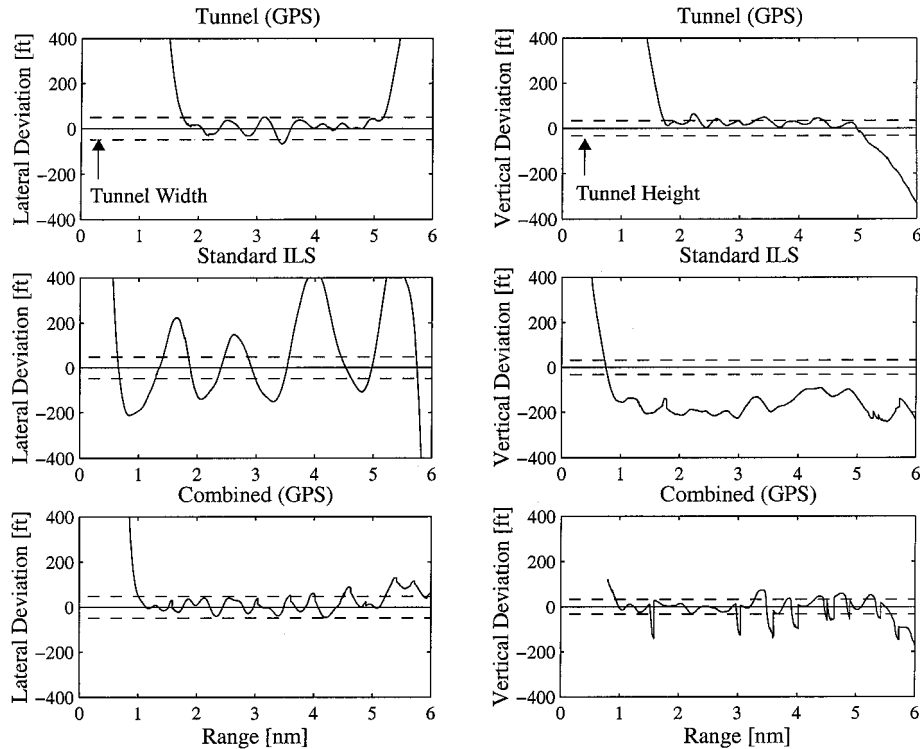 Tunnel (GPS)
Lateral Deviation [ft]
400
200
0
−200
−400
Tunnel Width
0 1 2 3 4 5 6
Tunnel (GPS)
Vertical Deviation [ft]
400
200
0
−200
−400
Tunnel Height
0 1 2 3 4 5 6
Standard ILS
Lateral Deviation [ft]
400
200
0
−200
−400
0 1 2 3 4 5 6
Standard ILS
Vertical Deviation [ft]
400
200
0
−200
−400
0 1 2 3 4 5 6
Combined (GPS)
Lateral Deviation [ft]
400
200
0
−200
−400
0 1 2 3 4 5 6
Range [nm]
Combined (GPS)
Vertical Deviation [ft]
400
200
0
−200
−400
0 1 2 3 4 5 6
Range [nm]